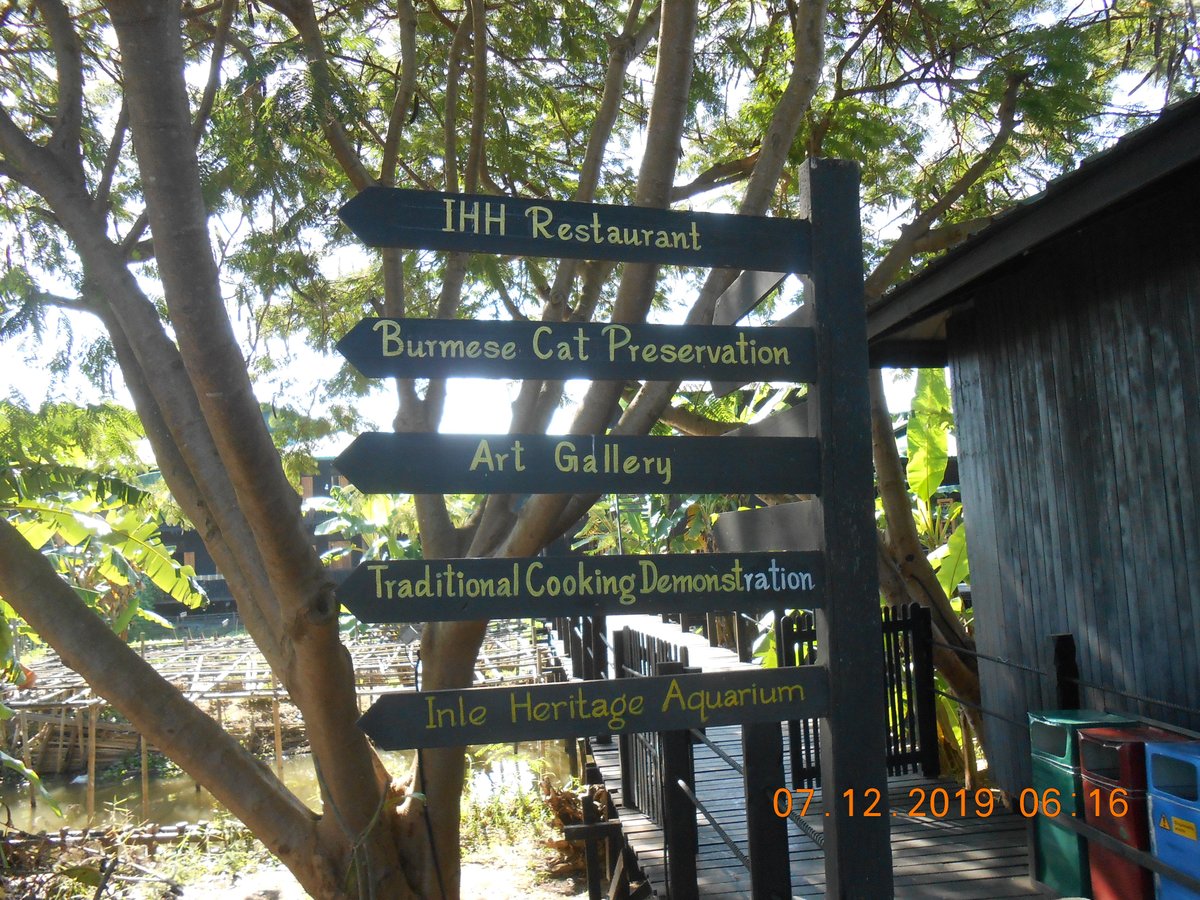 IHH Restaurant
Burmese Cat Preservation
Art Gallery
Traditional Cooking Demonstration
Inle Heritage Aquarium
07.12.2019 06:16